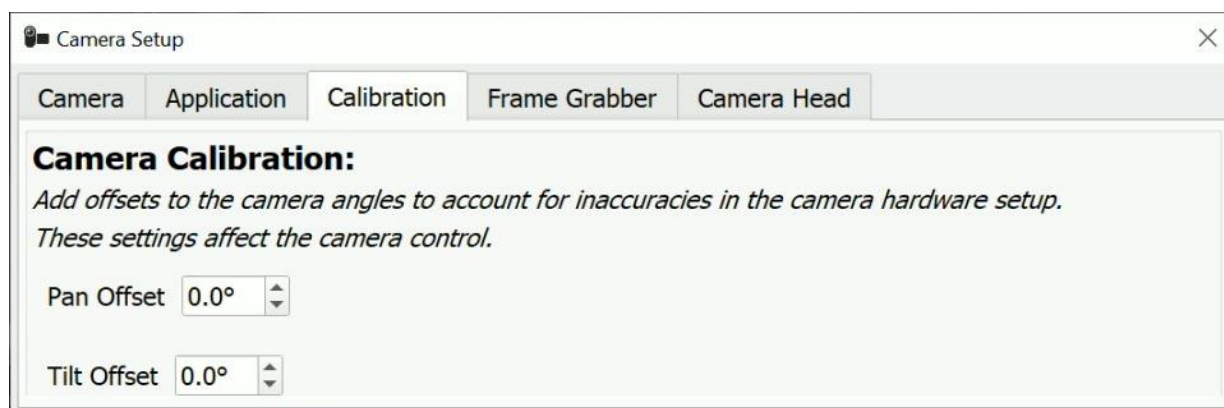 Camera Setup
Camera Application Calibration Frame Grabber Camera Head
Camera Calibration:
Add offsets to the camera angles to account for inaccuracies in the camera hardware setup.
These settings affect the camera control.
Pan Offset 0.0°
Tilt Offset 0.0°